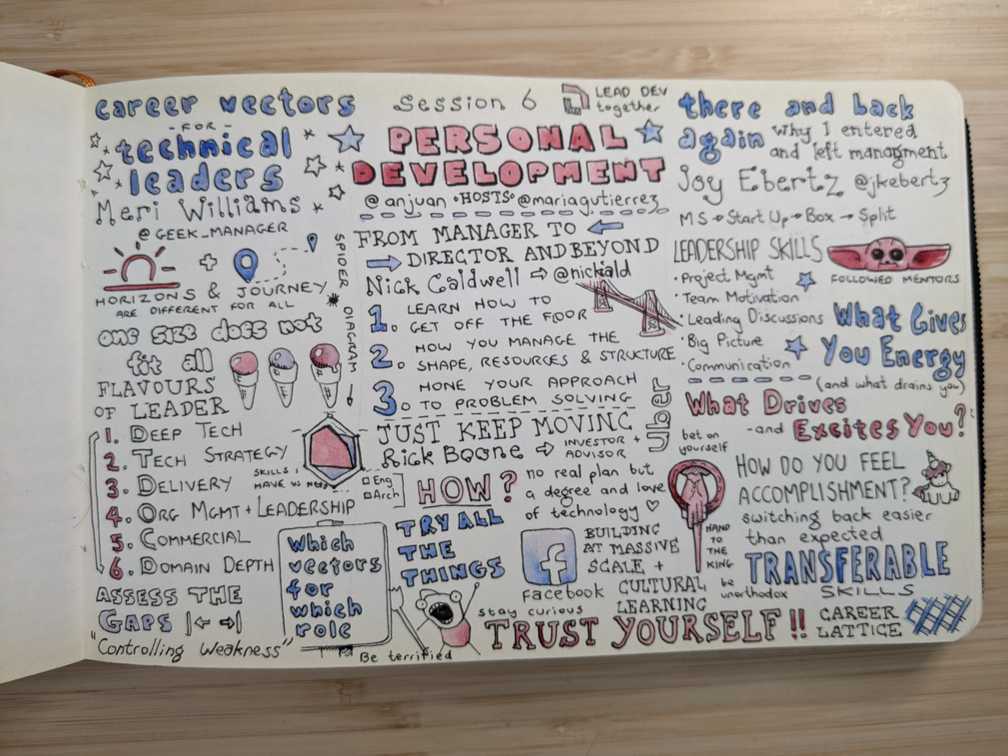 career vectors
- FOR -
technical
leaders
Meri Williams
@GEEK_MANAGER
+
HORIZONS & JOURNEY
ARE DIFFERENT FOR ALL
one size does not
fit all
FLAVOURS
OF LEADER
1. DEEP TECH
2. TECH STRATEGY
3. DELIVERY
4. ORG MGMT + LEADERSHIP
5. COMMERCIAL
6. DOMAIN DEPTH
ASSESS THE
GAPS
"Controlling Weakness"
SPIDER
DIAGRAM
SKILLS I
HAVE VS NEED
Eng
Arch
Which
vectors
for
which
role
Session 6
LEAD DEV
together
PERSONAL
DEVELOPMENT
@anjuan • HOSTS • @mariagutierrez
FROM MANAGER TO
DIRECTOR AND BEYOND
Nick Caldwell ⇨ @nickald
1. LEARN HOW TO
GET OFF THE FLOOR
2. HOW YOU MANAGE THE
SHAPE, RESOURCES & STRUCTURE
3. HONE YOUR APPROACH
TO PROBLEM SOLVING
JUST KEEP MOVING
Rick Boone ⇨ INVESTOR +
ADVISOR
Uber
HOW?
no real plan but
a degree and love
of technology ♡
TRY ALL
THE
THINGS
f
Facebook
BUILDING
AT MASSIVE
SCALE +
CULTURAL
LEARNING
stay curious
Be terrified
TRUST YOURSELF!!
there and back
again why I entered
and left managment
Joy Ebertz @jkebertz
MS → Start Up → Box → Split
LEADERSHIP SKILLS
• Project Mgmt
• Team Motivation
• Leading Discussions
• Big Picture
• Communication
FOLLOWED MENTORS
What Gives
You Energy
(and what drains you)
What Drives
-and Excites You?
bet on
yourself
HAND
TO
THE
KING
be
unorthodox
HOW DO YOU FEEL
ACCOMPLISHMENT?
switching back easier
than expected
TRANSFERABLE
SKILLS
CAREER
LATTICE